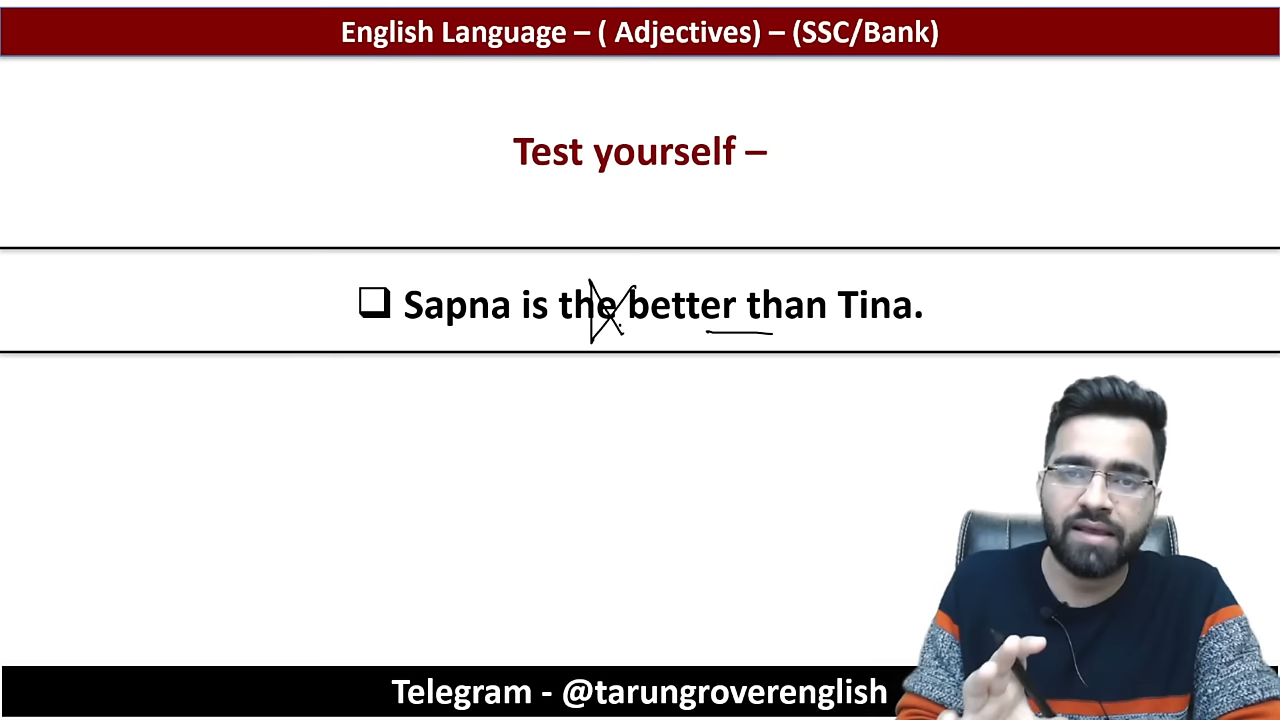 English Language – ( Adjectives) – (SSC/Bank)
Test yourself –
❑ Sapna is the better than Tina.
Telegram - @tarungroverenglish